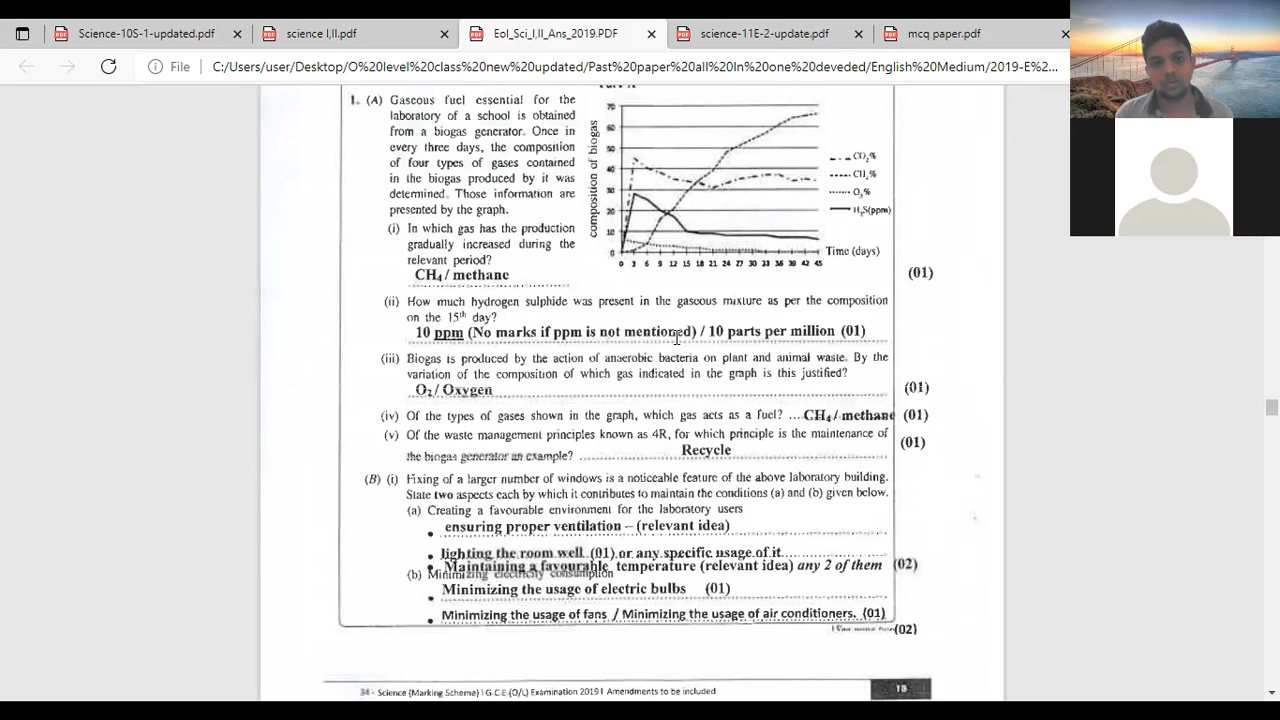 Science-10S-1-updated.pdf
science I,II.pdf
Eol_Sci_I,II_Ans_2019.PDF
science-11E-2-update.pdf
mcq paper.pdf
File
C:/Users/user/Desktop/O%20level%20class%20new%20updated/Past%20paper%20all%20In%20one%20deveded/English%20Medium/2019-E%2C...
1. (A) Gaseous fuel essential for the
laboratory of a school is obtained
from a biogas generator. Once in
every three days, the composition
of four types of gases contained
in the biogas produced by it was
detemined. Those information are
presented by the graph.
(i) In which gas has the production
gradually increased during the
relevant period?
CH4 / methane
(01)
composition of biogas
70
60
50
40
30
20
10
0
0 3 6 9 12 15 18 21 24 27 30 33 36 39 42 45
Time (days)
CO2%
CH4%
O2%
H2S(ppm)
(ii) How much hydrogen sulphide was present in the gaseous mixture as per the composition
on the 15th day?
10 ppm (No marks if ppm is not mentioned) / 10 parts per million (01)
(iii) Biogas is produced by the action of anaerobic bacteria on plant and animal waste. By the
variation of the composition of which gas indicated in the graph is this justified?
O2 / Oxygen
(01)
(iv) Of the types of gases shown in the graph, which gas acts as a fuel? ... CH4 / methane (01)
(v) Of the waste management principles known as 4R, for which principle is the maintenance of
(01)
the biogas generator an example? Recycle
(B) (i) Fixing of a larger number of windows is a noticeable feature of the above laboratory building.
State two aspects each by which it contributes to maintain the conditions (a) and (b) given below.
(a) Creating a favourable environment for the laboratory users
• ensuring proper ventilation – (relevant idea)
• lighting the room well (01) or any specific usage of it
• Maintaining a favourable temperature (relevant idea) any 2 of them (02)
(b) Minimizing electricity consumption
• Minimizing the usage of electric bulbs (01)
• Minimizing the usage of fans / Minimizing the usage of air conditioners. (01)
(02)
34 - Science (Marking Scheme) I G.C.E (O/L) Examination 2019 I Amendments to be included